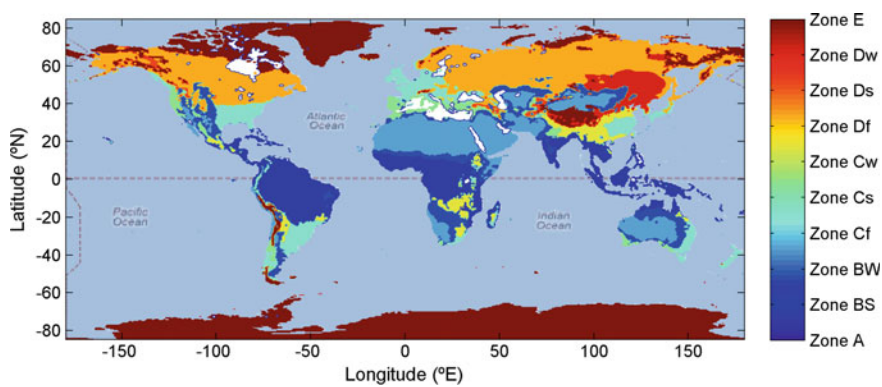 80
60
40
20
0
-20
-40
-60
-80
Latitude (ºN)
-150
-100
-50
0
50
100
150
Longitude (ºE)
Atlantic
Ocean
Pacific
Ocean
Indian
Ocean
Zone E
Zone Dw
Zone Ds
Zone Df
Zone Cw
Zone Cs
Zone Cf
Zone BW
Zone BS
Zone A